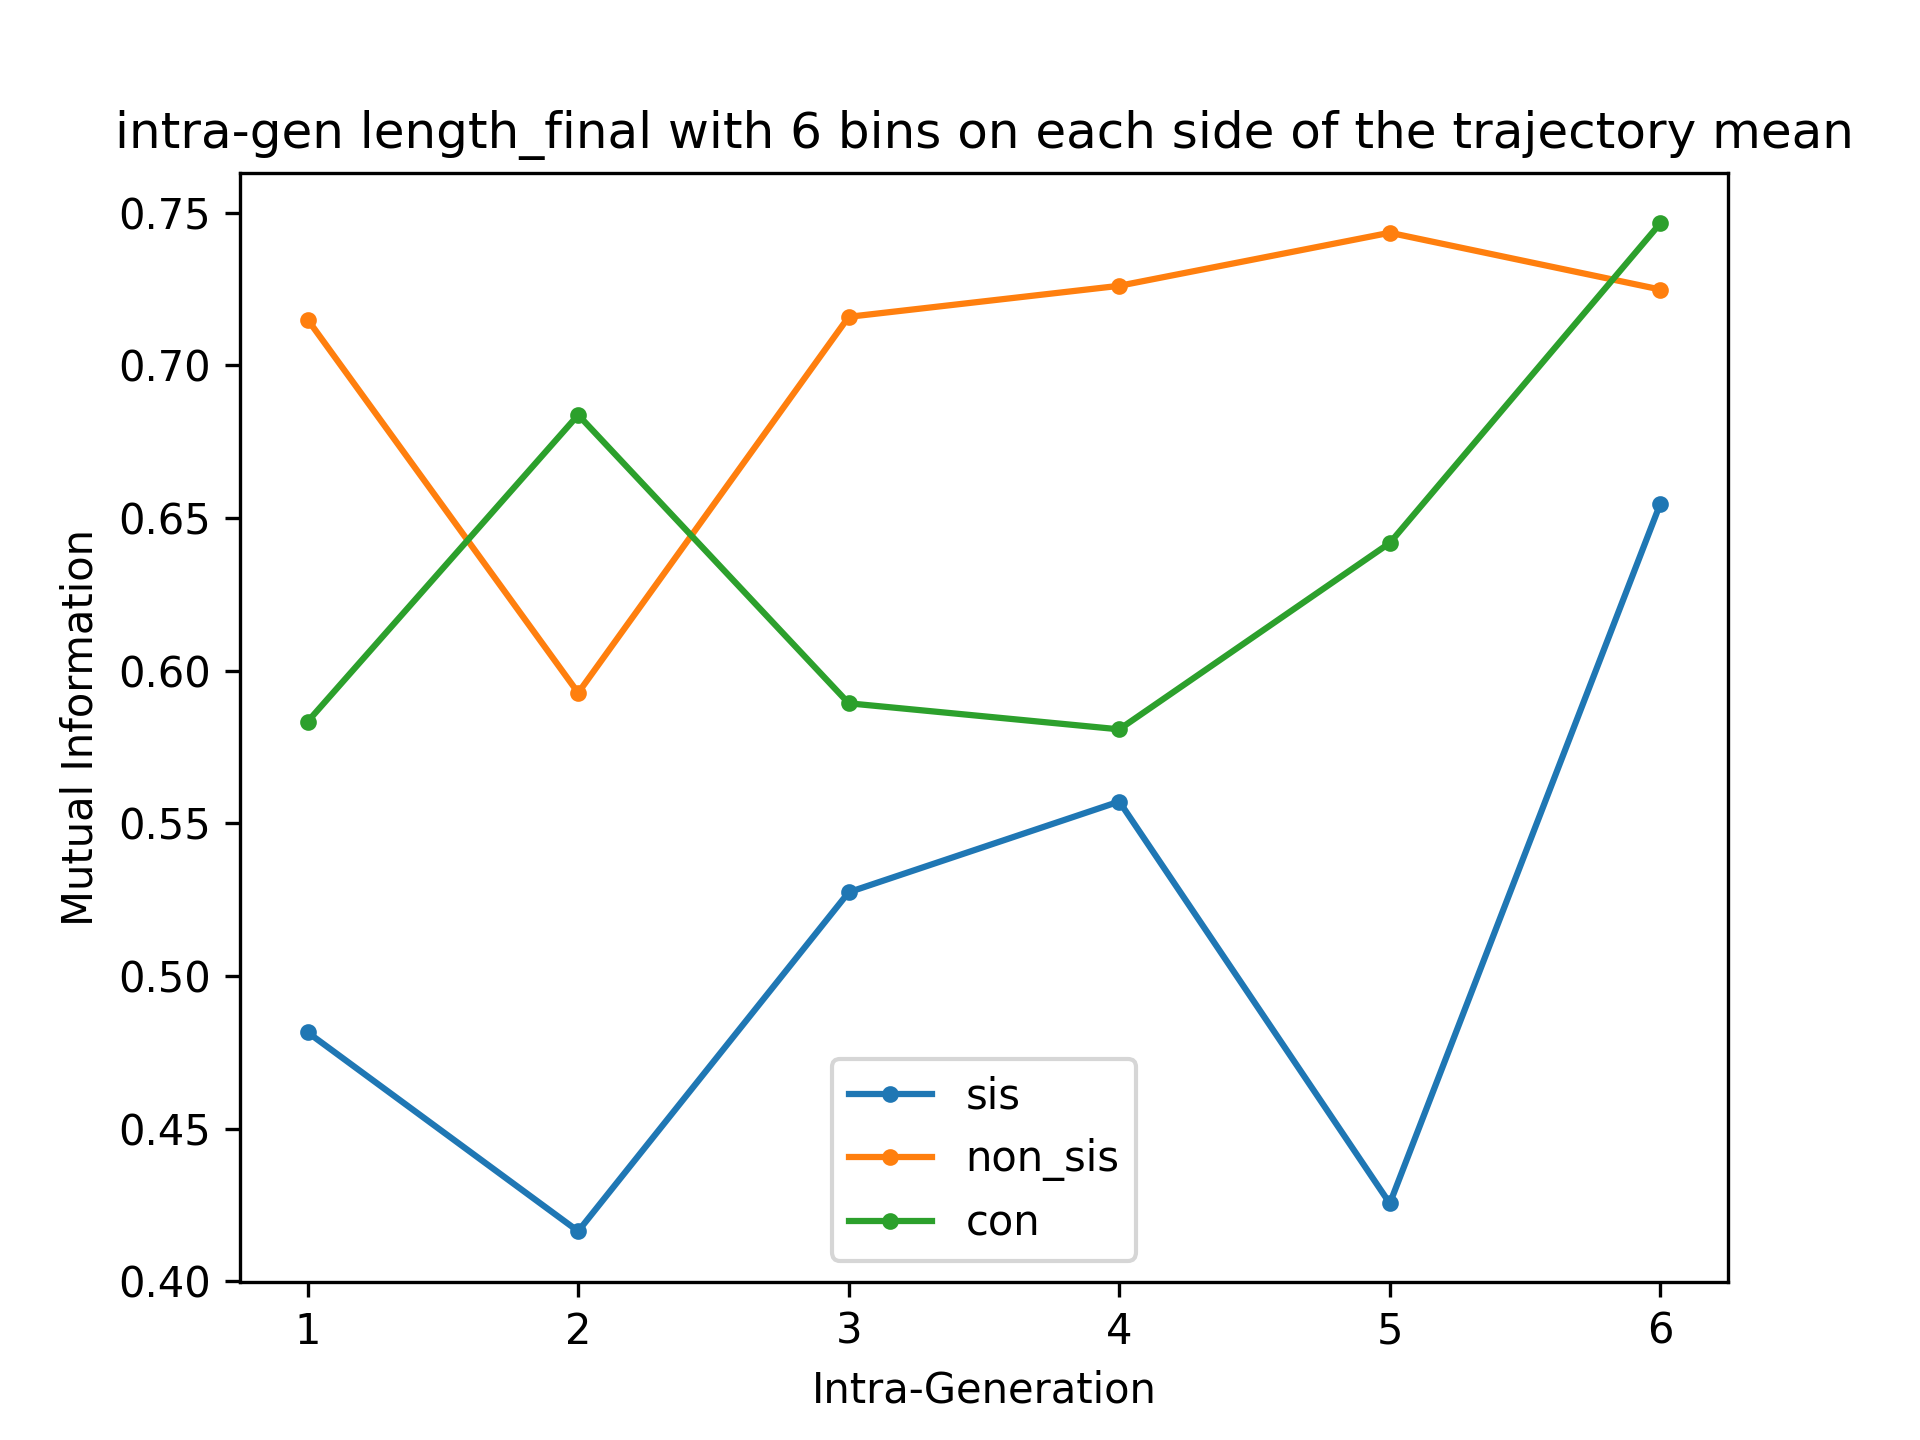 intra-gen length_final with 6 bins on each side of the trajectory mean
0.75
0.70
0.65
0.60
0.55
0.50
0.45
0.40
Mutual Information
sis
non_sis
con
1 2 3 4 5 6
Intra-Generation